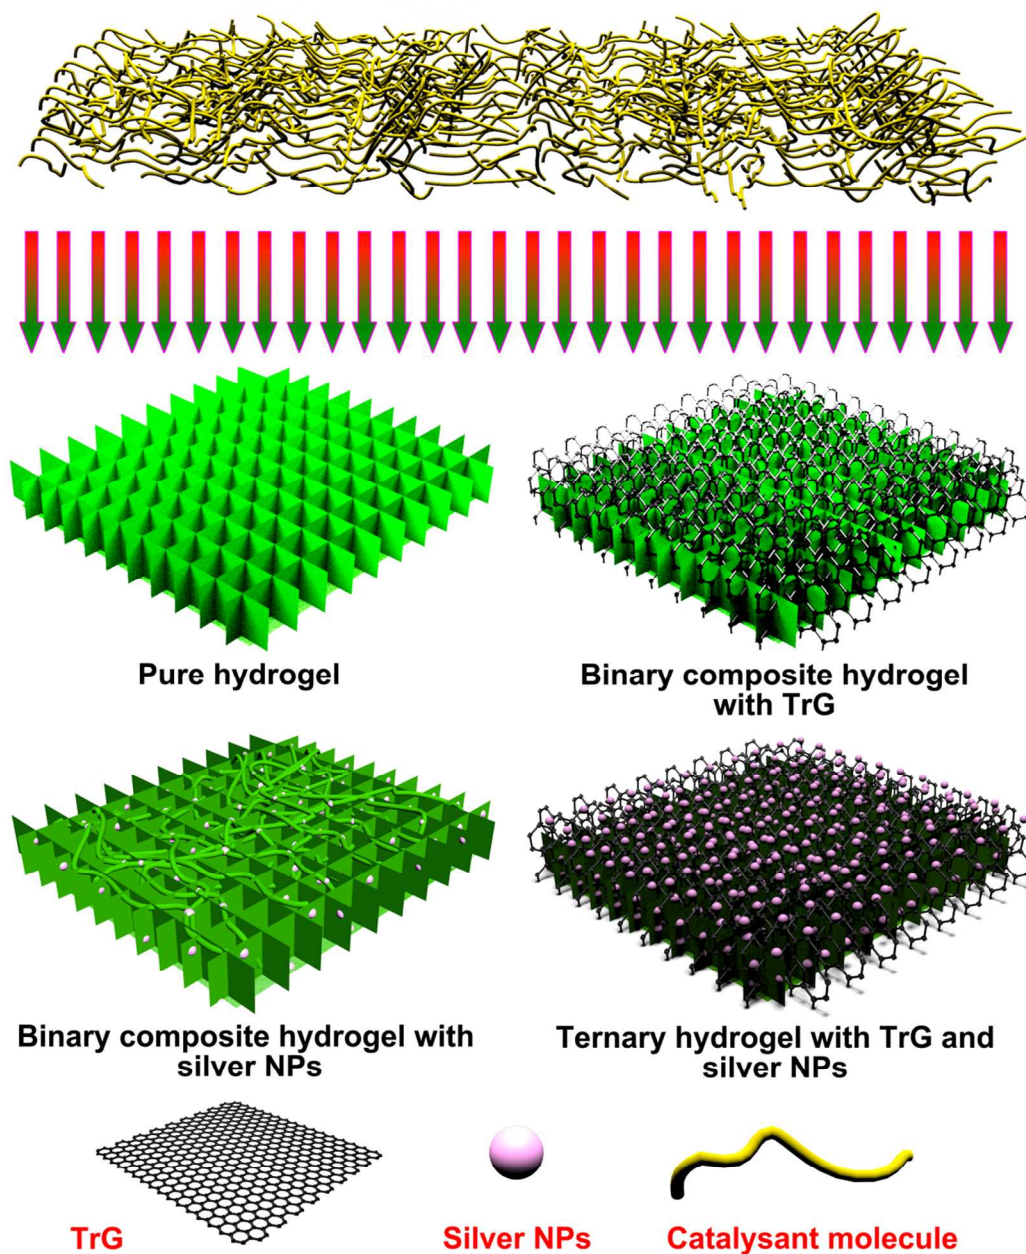 Pure hydrogel
Binary composite hydrogel
with TrG
Binary composite hydrogel with
silver NPs
Ternary hydrogel with TrG and
silver NPs
TrG
Silver NPs
Catalysant molecule